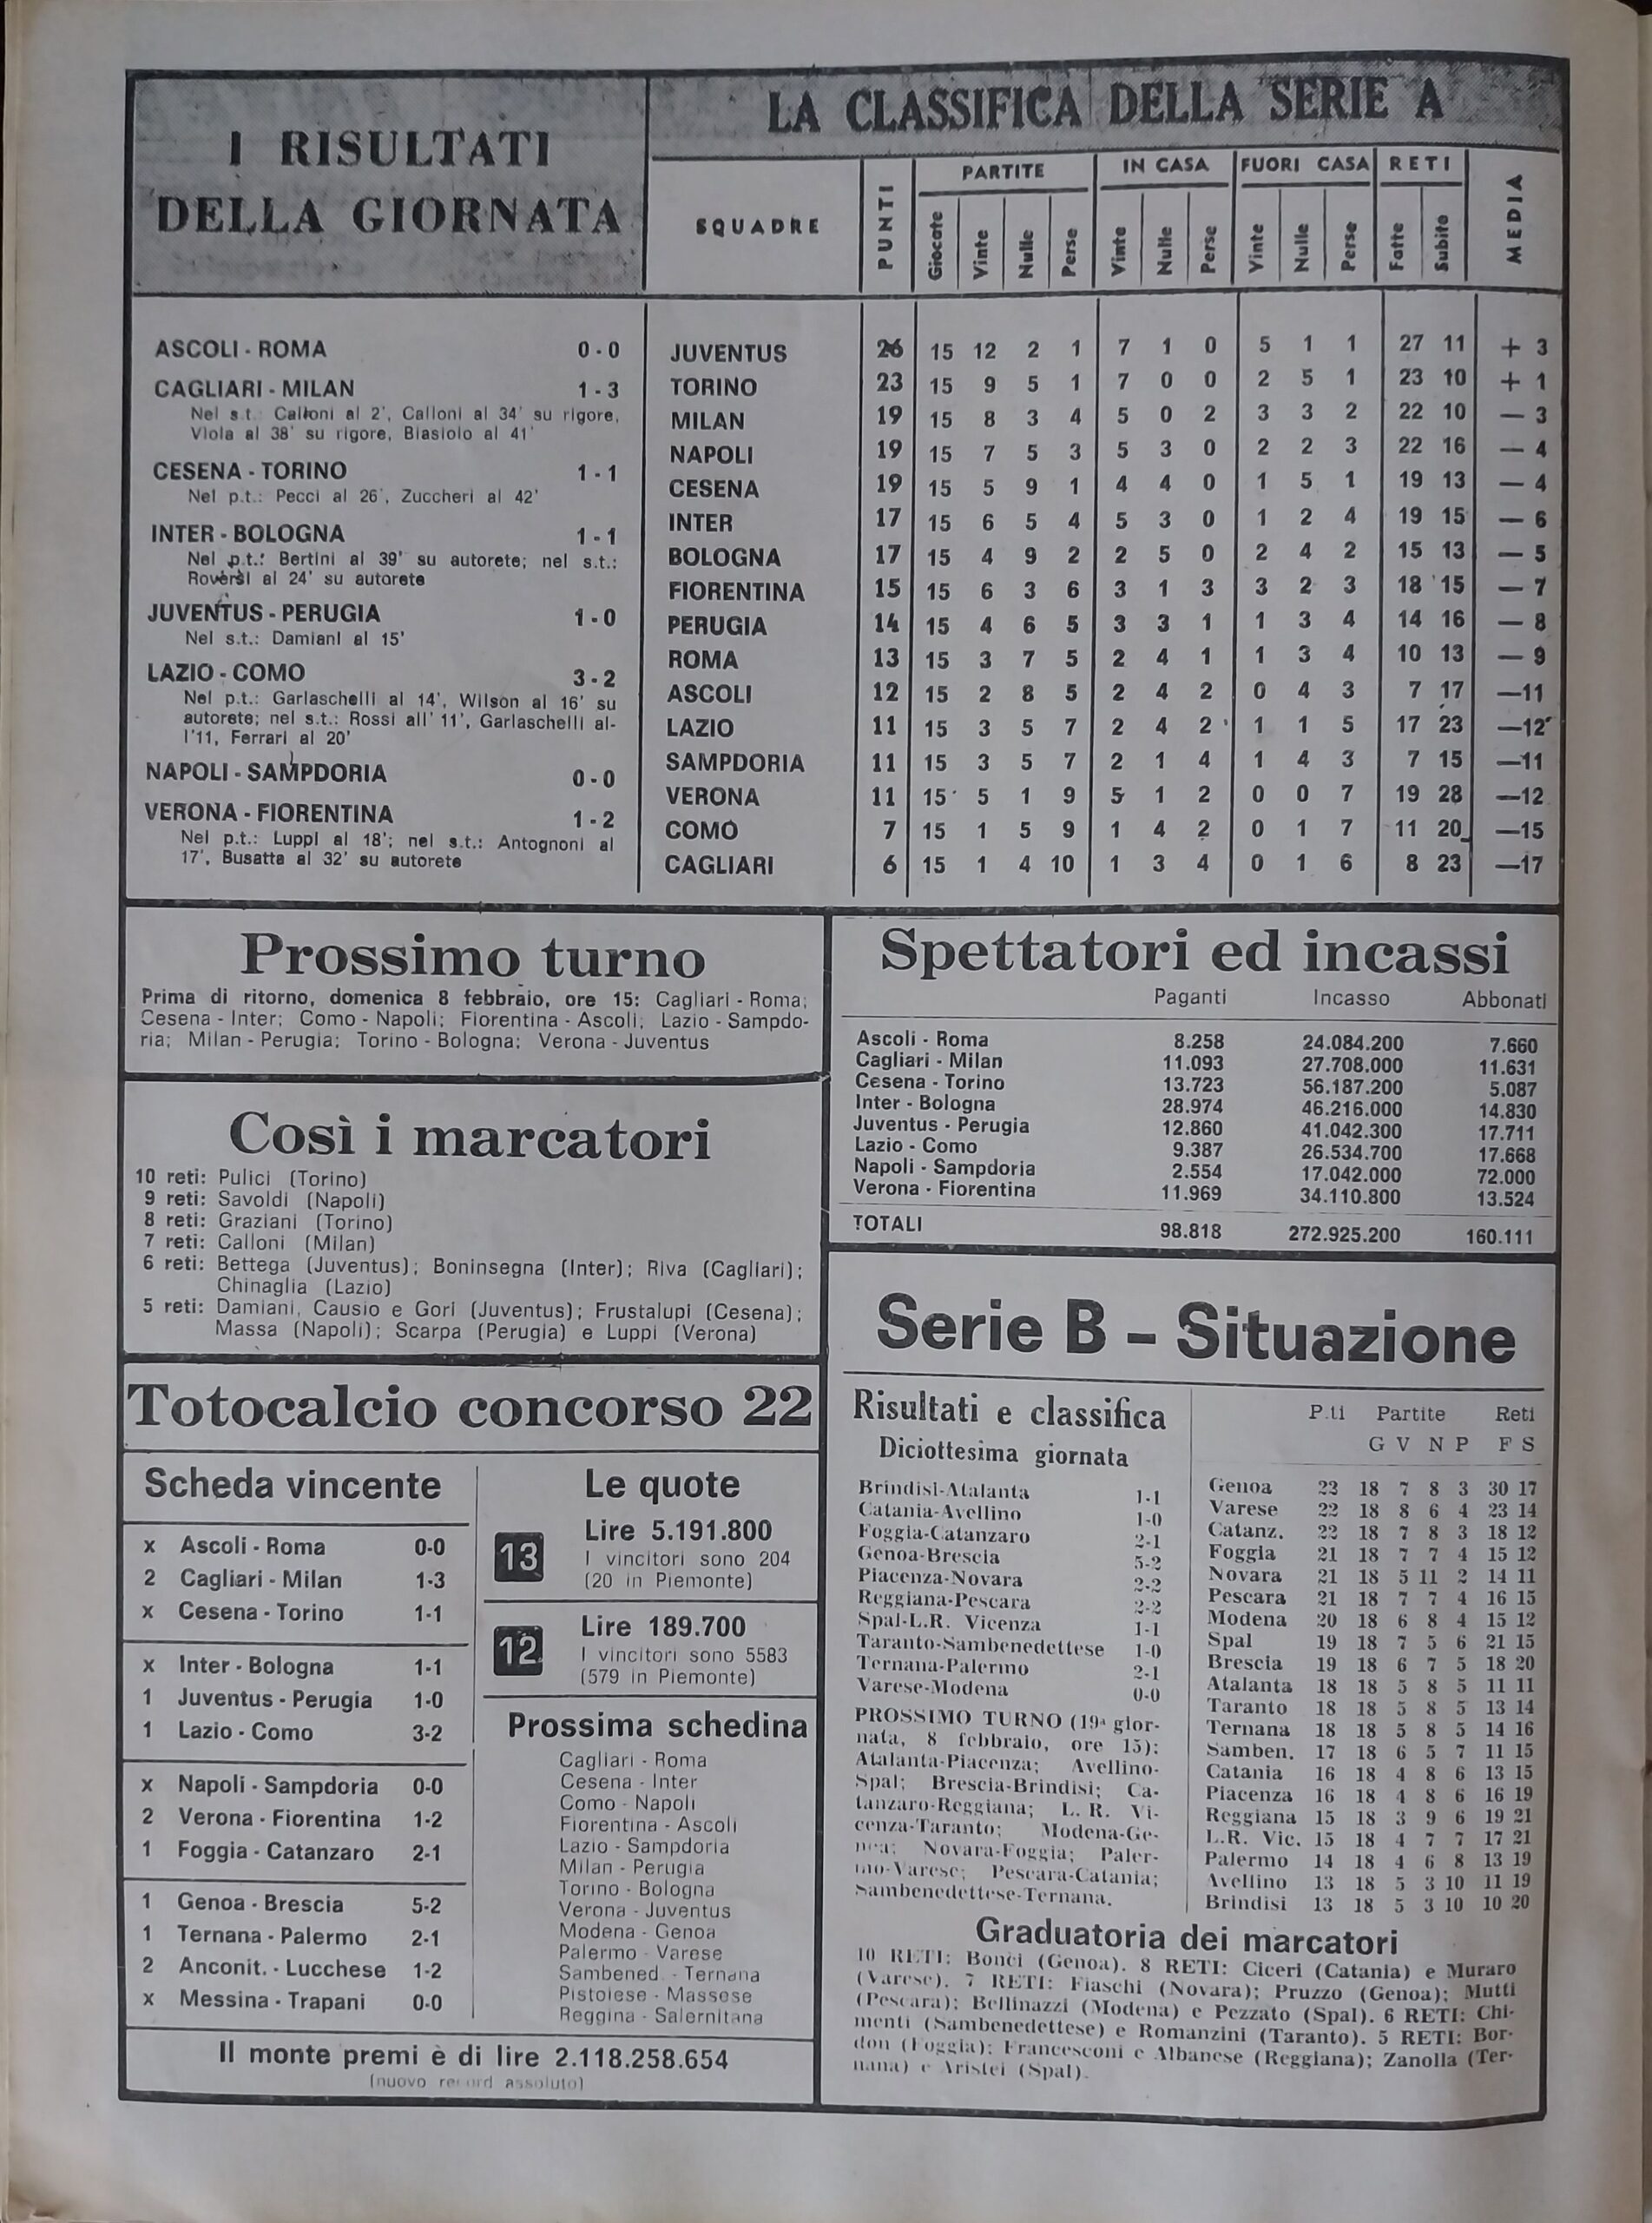 I RISULTATI
DELLA GIORNATA
ASCOLI - ROMA 0-0
CAGLIARI - MILAN 1-3
Nel s.t.: Calloni al 2', Calloni al 34' su rigore,
Viola al 38' su rigore, Biasiolo al 41'
CESENA - TORINO 1-1
Nel p.t.: Pecci al 26', Zuccheri al 42'
INTER - BOLOGNA 1-1
Nel p.t.: Bertini al 39' su autorete; nel s.t.:
Roversi al 24' su autorete
JUVENTUS - PERUGIA 1-0
Nel s.t.: Damiani al 15'
LAZIO - COMO 3-2
Nel p.t.: Garlaschelli al 14', Wilson al 16' su
autorete; nel s.t.: Rossi all' 11', Garlaschelli al-
l'11, Ferrari al 20'
NAPOLI - SAMPDORIA 0-0
VERONA - FIORENTINA 1-2
Nel p.t.: Luppi al 18'; nel s.t.: Antognoni al
17', Busatta al 32' su autorete
LA CLASSIFICA DELLA SERIE A
SQUADRE PUNTI PARTITE IN CASA FUORI CASA RETI MEDIA
Giocate Vinte Nulle Perse Vinte Nulle Perse Vinte Nulle Perse Fatte Subite
JUVENTUS 26 15 12 2 1 7 1 0 5 1 1 27 11 + 3
TORINO 23 15 9 5 1 7 0 0 2 5 1 23 10 + 1
MILAN 19 15 8 3 4 5 0 2 3 3 2 22 10 — 3
NAPOLI 19 15 7 5 3 5 3 0 2 2 3 22 16 — 4
CESENA 19 15 5 9 1 4 4 0 1 5 1 19 13 — 4
INTER 17 15 6 5 4 5 3 0 1 2 4 19 15 — 6
BOLOGNA 17 15 4 9 2 2 5 0 2 4 2 15 13 — 5
FIORENTINA 15 15 6 3 6 3 1 3 3 2 3 18 15 — 7
PERUGIA 14 15 4 6 5 3 3 1 1 3 4 14 16 — 8
ROMA 13 15 3 7 5 2 4 1 1 3 4 10 13 — 9
ASCOLI 12 15 2 8 5 2 4 2 0 4 3 7 17 —11
LAZIO 11 15 3 5 7 2 4 2 1 1 5 17 23 —12
SAMPDORIA 11 15 3 5 7 2 1 4 1 4 3 7 15 —11
VERONA 11 15 5 1 9 5 1 2 0 0 7 19 28 —12
COMO 7 15 1 5 9 1 4 2 0 1 7 11 20 —15
CAGLIARI 6 15 1 4 10 1 3 4 0 1 6 8 23 —17
Prossimo turno
Prima di ritorno, domenica 8 febbraio, ore 15: Cagliari - Roma;
Cesena - Inter; Como - Napoli; Fiorentina - Ascoli; Lazio - Sampdo-
ria; Milan - Perugia; Torino - Bologna; Verona - Juventus
Così i marcatori
10 reti: Pulici (Torino)
9 reti: Savoldi (Napoli)
8 reti: Graziani (Torino)
7 reti: Calloni (Milan)
6 reti: Bettega (Juventus); Boninsegna (Inter); Riva (Cagliari);
Chinaglia (Lazio)
5 reti: Damiani, Causio e Gori (Juventus); Frustalupi (Cesena);
Massa (Napoli); Scarpa (Perugia) e Luppi (Verona)
Spettatori ed incassi
Paganti Incasso Abbonati
Ascoli - Roma 8.258 24.084.200 7.660
Cagliari - Milan 11.093 27.708.000 11.631
Cesena - Torino 13.723 56.187.200 5.087
Inter - Bologna 28.974 46.216.000 14.830
Juventus - Perugia 12.860 41.042.300 17.711
Lazio - Como 9.387 26.534.700 17.668
Napoli - Sampdoria 2.554 17.042.000 72.000
Verona - Fiorentina 11.969 34.110.800 13.524
TOTALI 98.818 272.925.200 160.111
Totocalcio concorso 22
Scheda vincente
x Ascoli - Roma 0-0
2 Cagliari - Milan 1-3
x Cesena - Torino 1-1
x Inter - Bologna 1-1
1 Juventus - Perugia 1-0
1 Lazio - Como 3-2
x Napoli - Sampdoria 0-0
2 Verona - Fiorentina 1-2
1 Foggia - Catanzaro 2-1
1 Genoa - Brescia 5-2
1 Ternana - Palermo 2-1
2 Anconit. - Lucchese 1-2
x Messina - Trapani 0-0
Le quote
13 Lire 5.191.800
I vincitori sono 204
(20 in Piemonte)
12 Lire 189.700
I vincitori sono 5583
(579 in Piemonte)
Prossima schedina
Cagliari - Roma
Cesena - Inter
Como - Napoli
Fiorentina - Ascoli
Lazio - Sampdoria
Milan - Perugia
Torino - Bologna
Verona - Juventus
Modena - Genoa
Palermo - Varese
Sambened. - Ternana
Pistoiese - Massese
Reggina - Salernitana
Il monte premi è di lire 2.118.258.654
(nuovo record assoluto)
Serie B - Situazione
Risultati e classifica
Diciottesima giornata
Brindisi-Atalanta 1-1
Catania-Avellino 1-0
Foggia-Catanzaro 2-1
Genoa-Brescia 5-2
Piacenza-Novara 2-2
Reggiana-Pescara 2-2
Spal-L.R. Vicenza 1-1
Taranto-Sambenedettese 1-0
Ternana-Palermo 2-1
Varese-Modena 0-0
PROSSIMO TURNO (19ª gior-
nata, 8 febbraio, ore 15):
Atalanta-Piacenza; Avellino-
Spal; Brescia-Brindisi; Ca-
tanzaro-Reggiana; L. R. Vi-
cenza-Taranto; Modena-Ge-
noa; Novara-Foggia; Paler-
mo-Varese; Pescara-Catania;
Sambenedettese-Ternana.
P.ti Partite Reti
G V N P F S
Genoa 22 18 7 8 3 30 17
Varese 22 18 8 6 4 23 14
Catanz. 22 18 7 8 3 18 12
Foggia 21 18 7 7 4 15 12
Novara 21 18 5 11 2 14 11
Pescara 21 18 7 7 4 16 15
Modena 20 18 6 8 4 15 12
Spal 19 18 7 5 6 21 15
Brescia 19 18 6 7 5 18 20
Atalanta 18 18 5 8 5 11 11
Taranto 18 18 5 8 5 13 14
Ternana 18 18 5 8 5 14 16
Samben. 17 18 6 5 7 11 15
Catania 16 18 4 8 6 13 15
Piacenza 16 18 4 8 6 16 19
Reggiana 15 18 3 9 6 19 21
L.R. Vic. 15 18 4 7 7 17 21
Palermo 14 18 4 6 8 13 19
Avellino 13 18 5 3 10 11 19
Brindisi 13 18 5 3 10 10 20
Graduatoria dei marcatori
10 RETI: Bonci (Genoa). 8 RETI: Ciceri (Catania) e Muraro
(Varese). 7 RETI: Fiaschi (Novara); Pruzzo (Genoa); Mutti
(Pescara); Bellinazzi (Modena) e Pezzato (Spal). 6 RETI: Chi-
menti (Sambenedettese) e Romanzini (Taranto). 5 RETI: Bor-
don (Foggia); Francesconi e Albanese (Reggiana); Zanolla (Ter-
nana) e Aristei (Spal).